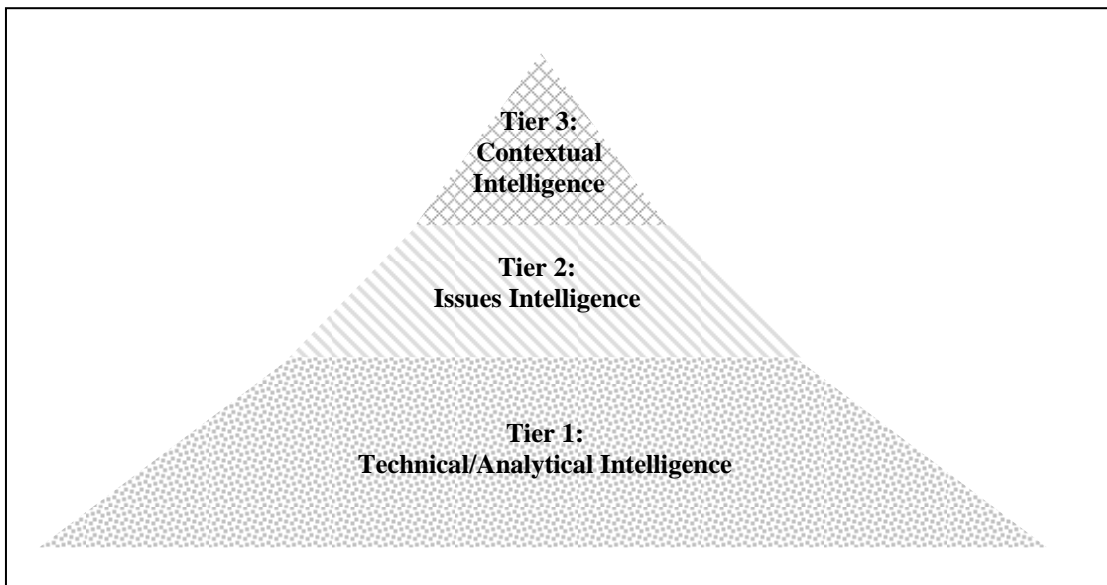 Tier 3:
Contextual
Intelligence
Tier 2:
Issues Intelligence
Tier 1:
Technical/Analytical Intelligence